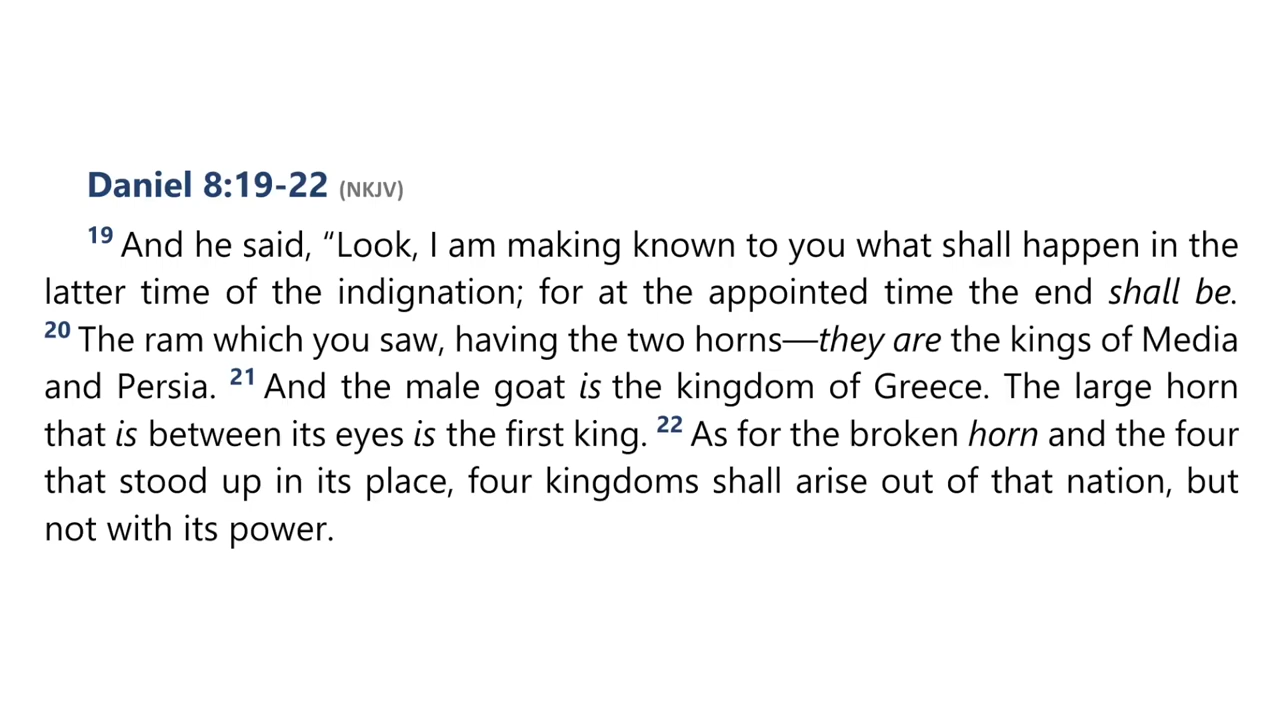 Daniel 8:19-22 (NKJV)
19 And he said, “Look, I am making known to you what shall happen in the
latter time of the indignation; for at the appointed time the end shall be.
20 The ram which you saw, having the two horns—they are the kings of Media
and Persia. 21 And the male goat is the kingdom of Greece. The large horn
that is between its eyes is the first king. 22 As for the broken horn and the four
that stood up in its place, four kingdoms shall arise out of that nation, but
not with its power.